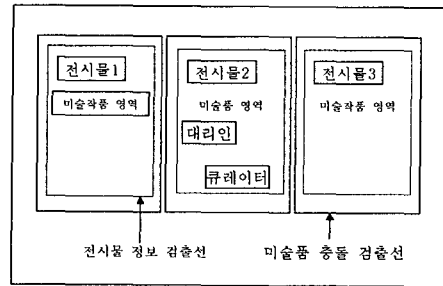 전시물1 전시물2 전시물3
미술작품 영역 미술품 영역 미술작품 영역
대리인
큐레이터
전시물 정보 검출선 미술품 충돌 검출선